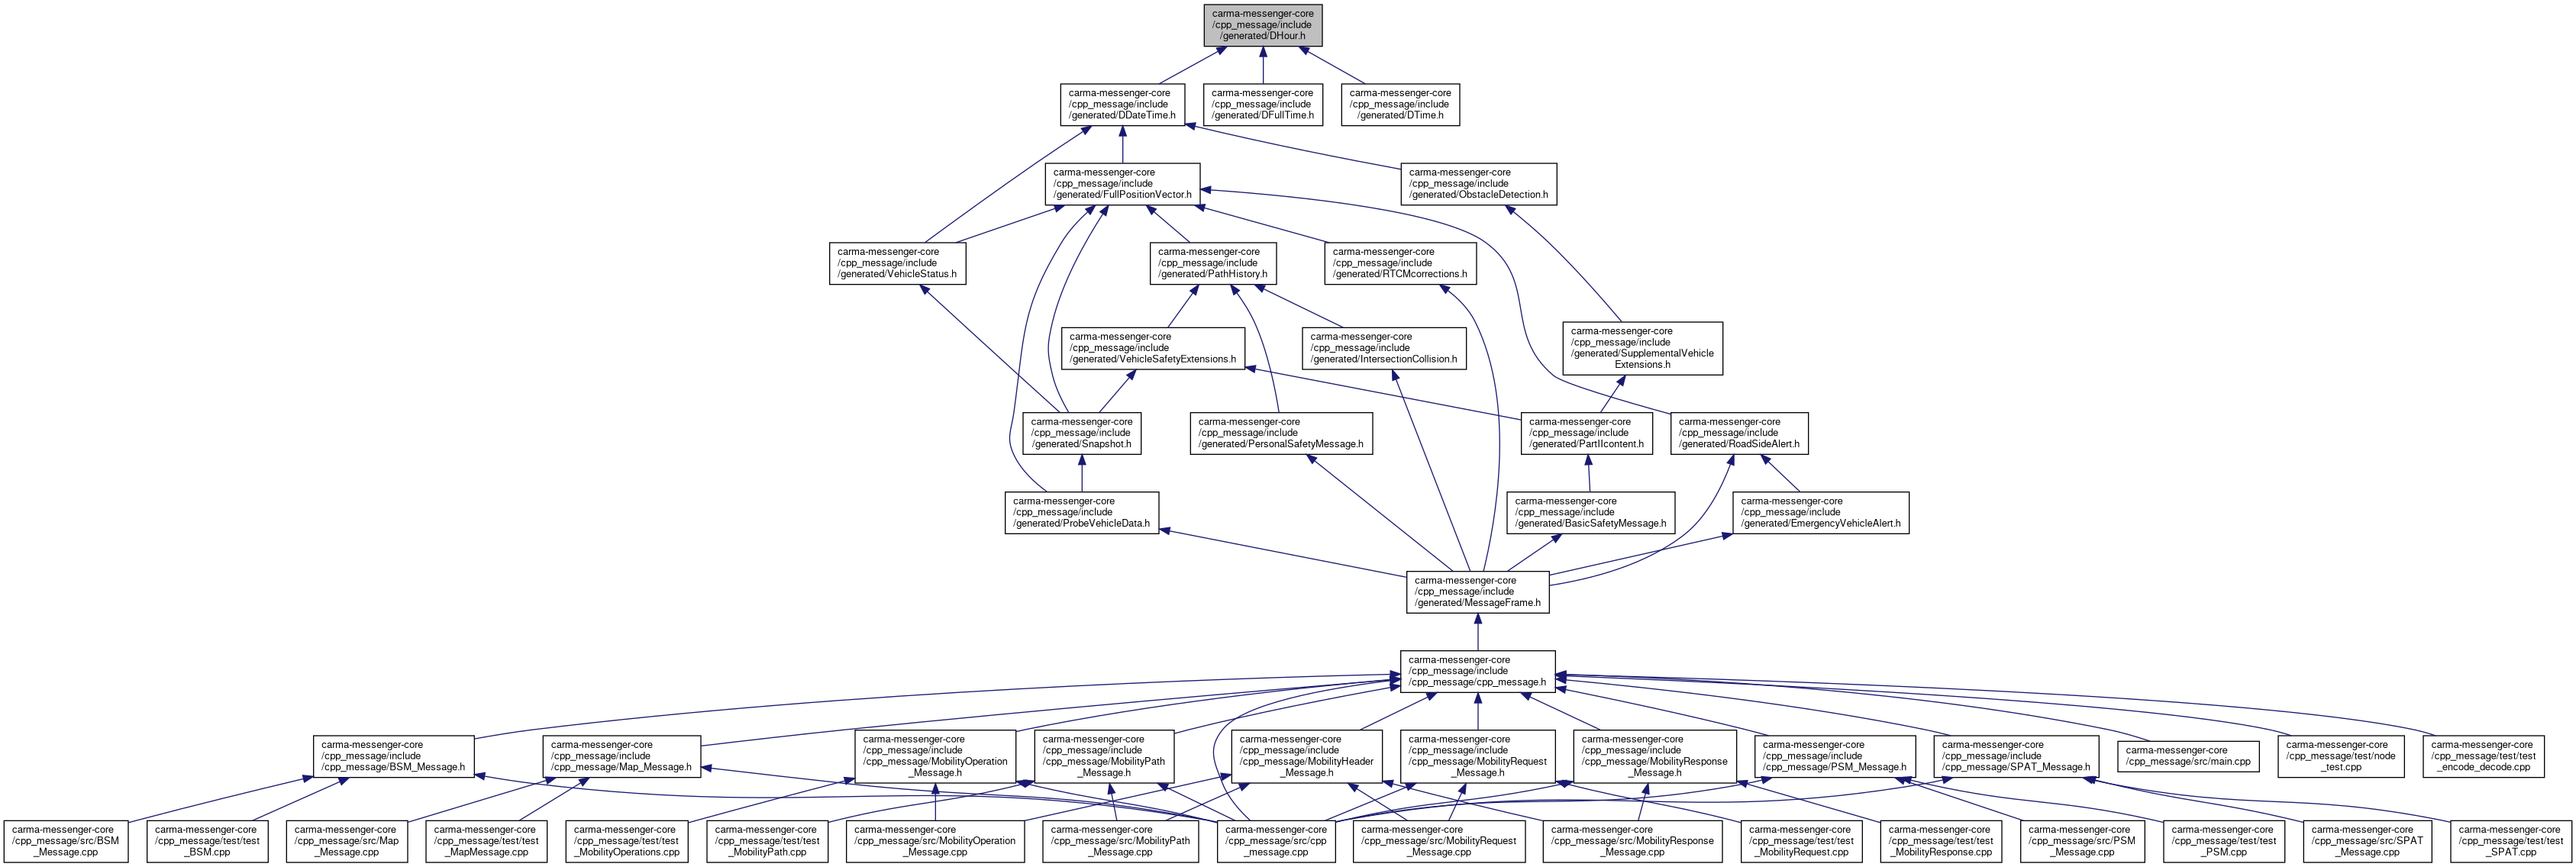 carma-messenger-core
/cpp_message/include
/generated/DHour.h
carma-messenger-core
/cpp_message/include
/generated/DDateTime.h
carma-messenger-core
/cpp_message/include
/generated/DFullTime.h
carma-messenger-core
/cpp_message/include
/generated/DTime.h
carma-messenger-core
/cpp_message/include
/generated/FullPositionVector.h
carma-messenger-core
/cpp_message/include
/generated/ObstacleDetection.h
carma-messenger-core
/cpp_message/include
/generated/VehicleStatus.h
carma-messenger-core
/cpp_message/include
/generated/PathHistory.h
carma-messenger-core
/cpp_message/include
/generated/RTCMcorrections.h
carma-messenger-core
/cpp_message/include
/generated/VehicleSafetyExtensions.h
carma-messenger-core
/cpp_message/include
/generated/IntersectionCollision.h
carma-messenger-core
/cpp_message/include
/generated/SupplementalVehicle
Extensions.h
carma-messenger-core
/cpp_message/include
/generated/Snapshot.h
carma-messenger-core
/cpp_message/include
/generated/PersonalSafetyMessage.h
carma-messenger-core
/cpp_message/include
/generated/PartIIcontent.h
carma-messenger-core
/cpp_message/include
/generated/RoadSideAlert.h
carma-messenger-core
/cpp_message/include
/generated/ProbeVehicleData.h
carma-messenger-core
/cpp_message/include
/generated/BasicSafetyMessage.h
carma-messenger-core
/cpp_message/include
/generated/EmergencyVehicleAlert.h
carma-messenger-core
/cpp_message/include
/generated/MessageFrame.h
carma-messenger-core
/cpp_message/include
/cpp_message/cpp_message.h
carma-messenger-core
/cpp_message/include
/cpp_message/BSM_Message.h
carma-messenger-core
/cpp_message/include
/cpp_message/Map_Message.h
carma-messenger-core
/cpp_message/include
/cpp_message/MobilityOperation
_Message.h
carma-messenger-core
/cpp_message/include
/cpp_message/MobilityPath
_Message.h
carma-messenger-core
/cpp_message/include
/cpp_message/MobilityHeader
_Message.h
carma-messenger-core
/cpp_message/include
/cpp_message/MobilityRequest
_Message.h
carma-messenger-core
/cpp_message/include
/cpp_message/MobilityResponse
_Message.h
carma-messenger-core
/cpp_message/include
/cpp_message/PSM_Message.h
carma-messenger-core
/cpp_message/include
/cpp_message/SPAT_Message.h
carma-messenger-core
/cpp_message/src/main.cpp
carma-messenger-core
/cpp_message/test/node
_test.cpp
carma-messenger-core
/cpp_message/test/test
_encode_decode.cpp
carma-messenger-core
/cpp_message/src/BSM
_Message.cpp
carma-messenger-core
/cpp_message/test/test
_BSM.cpp
carma-messenger-core
/cpp_message/src/Map
_Message.cpp
carma-messenger-core
/cpp_message/test/test
_MapMessage.cpp
carma-messenger-core
/cpp_message/test/test
_MobilityOperations.cpp
carma-messenger-core
/cpp_message/test/test
_MobilityPath.cpp
carma-messenger-core
/cpp_message/src/MobilityOperation
_Message.cpp
carma-messenger-core
/cpp_message/src/MobilityPath
_Message.cpp
carma-messenger-core
/cpp_message/src/cpp
_message.cpp
carma-messenger-core
/cpp_message/src/MobilityRequest
_Message.cpp
carma-messenger-core
/cpp_message/src/MobilityResponse
_Message.cpp
carma-messenger-core
/cpp_message/test/test
_MobilityRequest.cpp
carma-messenger-core
/cpp_message/test/test
_MobilityResponse.cpp
carma-messenger-core
/cpp_message/src/PSM
_Message.cpp
carma-messenger-core
/cpp_message/test/test
_PSM.cpp
carma-messenger-core
/cpp_message/src/SPAT
_Message.cpp
carma-messenger-core
/cpp_message/test/test
_SPAT.cpp